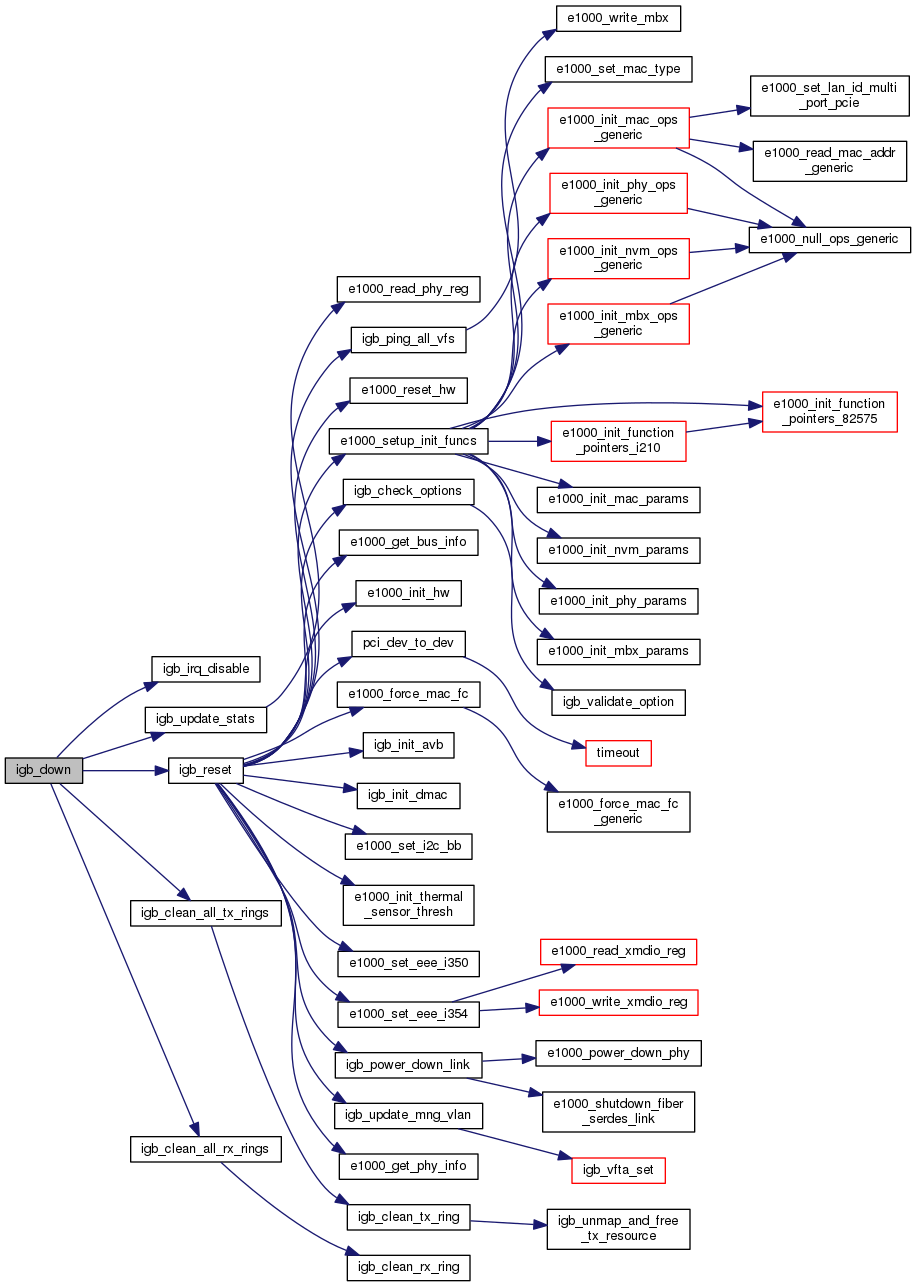 e1000_write_mbx
e1000_set_mac_type
e1000_set_lan_id_multi
_port_pcie
e1000_init_mac_ops
_generic
e1000_read_mac_addr
_generic
e1000_init_phy_ops
_generic
e1000_null_ops_generic
e1000_init_nvm_ops
_generic
e1000_read_phy_reg
e1000_init_mbx_ops
_generic
igb_ping_all_vfs
e1000_reset_hw
e1000_init_function
_pointers_82575
e1000_setup_init_funcs
e1000_init_function
_pointers_i210
igb_check_options
e1000_init_mac_params
e1000_get_bus_info
e1000_init_nvm_params
e1000_init_hw
e1000_init_phy_params
pci_dev_to_dev
e1000_init_mbx_params
igb_irq_disable
e1000_force_mac_fc
igb_validate_option
igb_update_stats
igb_init_avb
timeout
igb_down
igb_reset
igb_init_dmac
e1000_force_mac_fc
_generic
e1000_set_i2c_bb
e1000_init_thermal
_sensor_thresh
igb_clean_all_tx_rings
e1000_set_eee_i350
e1000_read_xmdio_reg
e1000_set_eee_i354
e1000_write_xmdio_reg
igb_power_down_link
e1000_power_down_phy
igb_update_mng_vlan
e1000_shutdown_fiber
_serdes_link
igb_clean_all_rx_rings
e1000_get_phy_info
igb_vfta_set
igb_clean_tx_ring
igb_unmap_and_free
_tx_resource
igb_clean_rx_ring